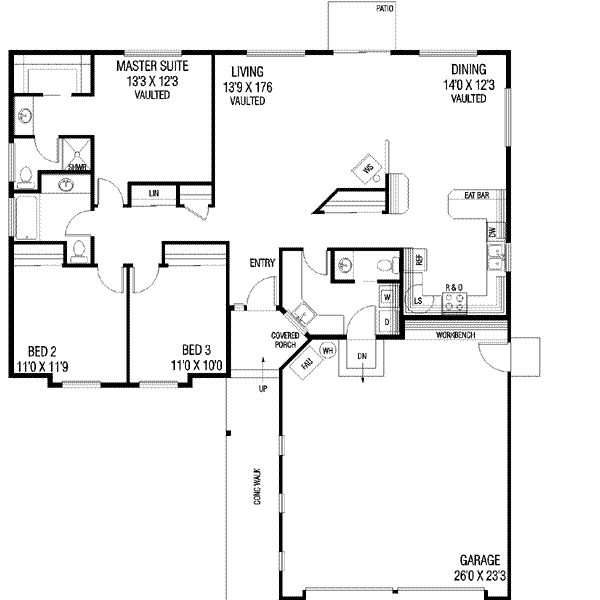 PATIO
MASTER SUITE
13'3 X 12'3
VAULTED
LIVING
13'9 X 17'6
VAULTED
DINING
14'0 X 12'3
VAULTED
SHWR
WS
LIN
EAT BAR
DW
REF
ENTRY
R & O
LS
W
D
COVERED
PORCH
WORKBENCH
BED 2
11'0 X 11'9
BED 3
11'0 X 10'0
FAU
WH
DN
UP
CONC WALK
GARAGE
26'0 X 23'3